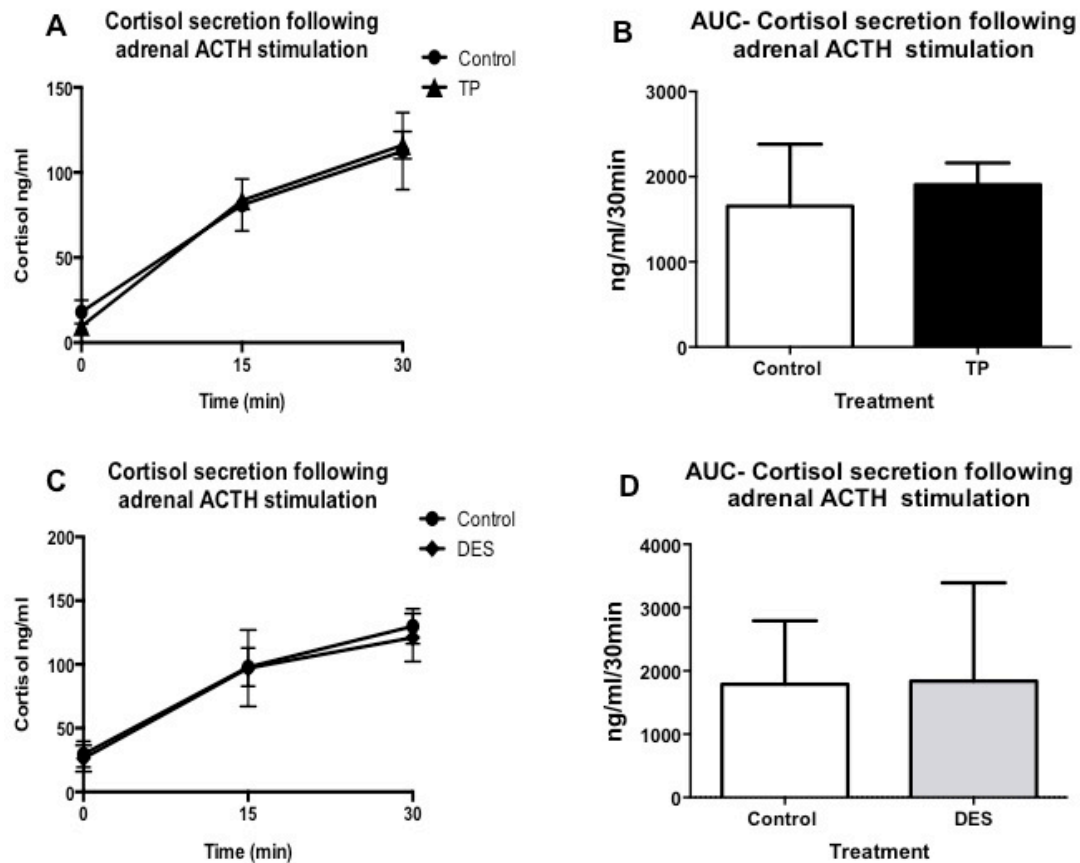 A
Cortisol secretion following
adrenal ACTH stimulation
Control
TP
150
100
50
0
Cortisol ng/ml
0 15 30
Time (min)
B
AUC- Cortisol secretion following
adrenal ACTH stimulation
3000
2000
1000
0
ng/ml/30min
Control TP
Treatment
C
Cortisol secretion following
adrenal ACTH stimulation
Control
DES
200
150
100
50
0
Cortisol ng/ml
0 15 30
Time (min)
D
AUC- Cortisol secretion following
adrenal ACTH stimulation
4000
3000
2000
1000
0
ng/ml/30min
Control DES
Treatment